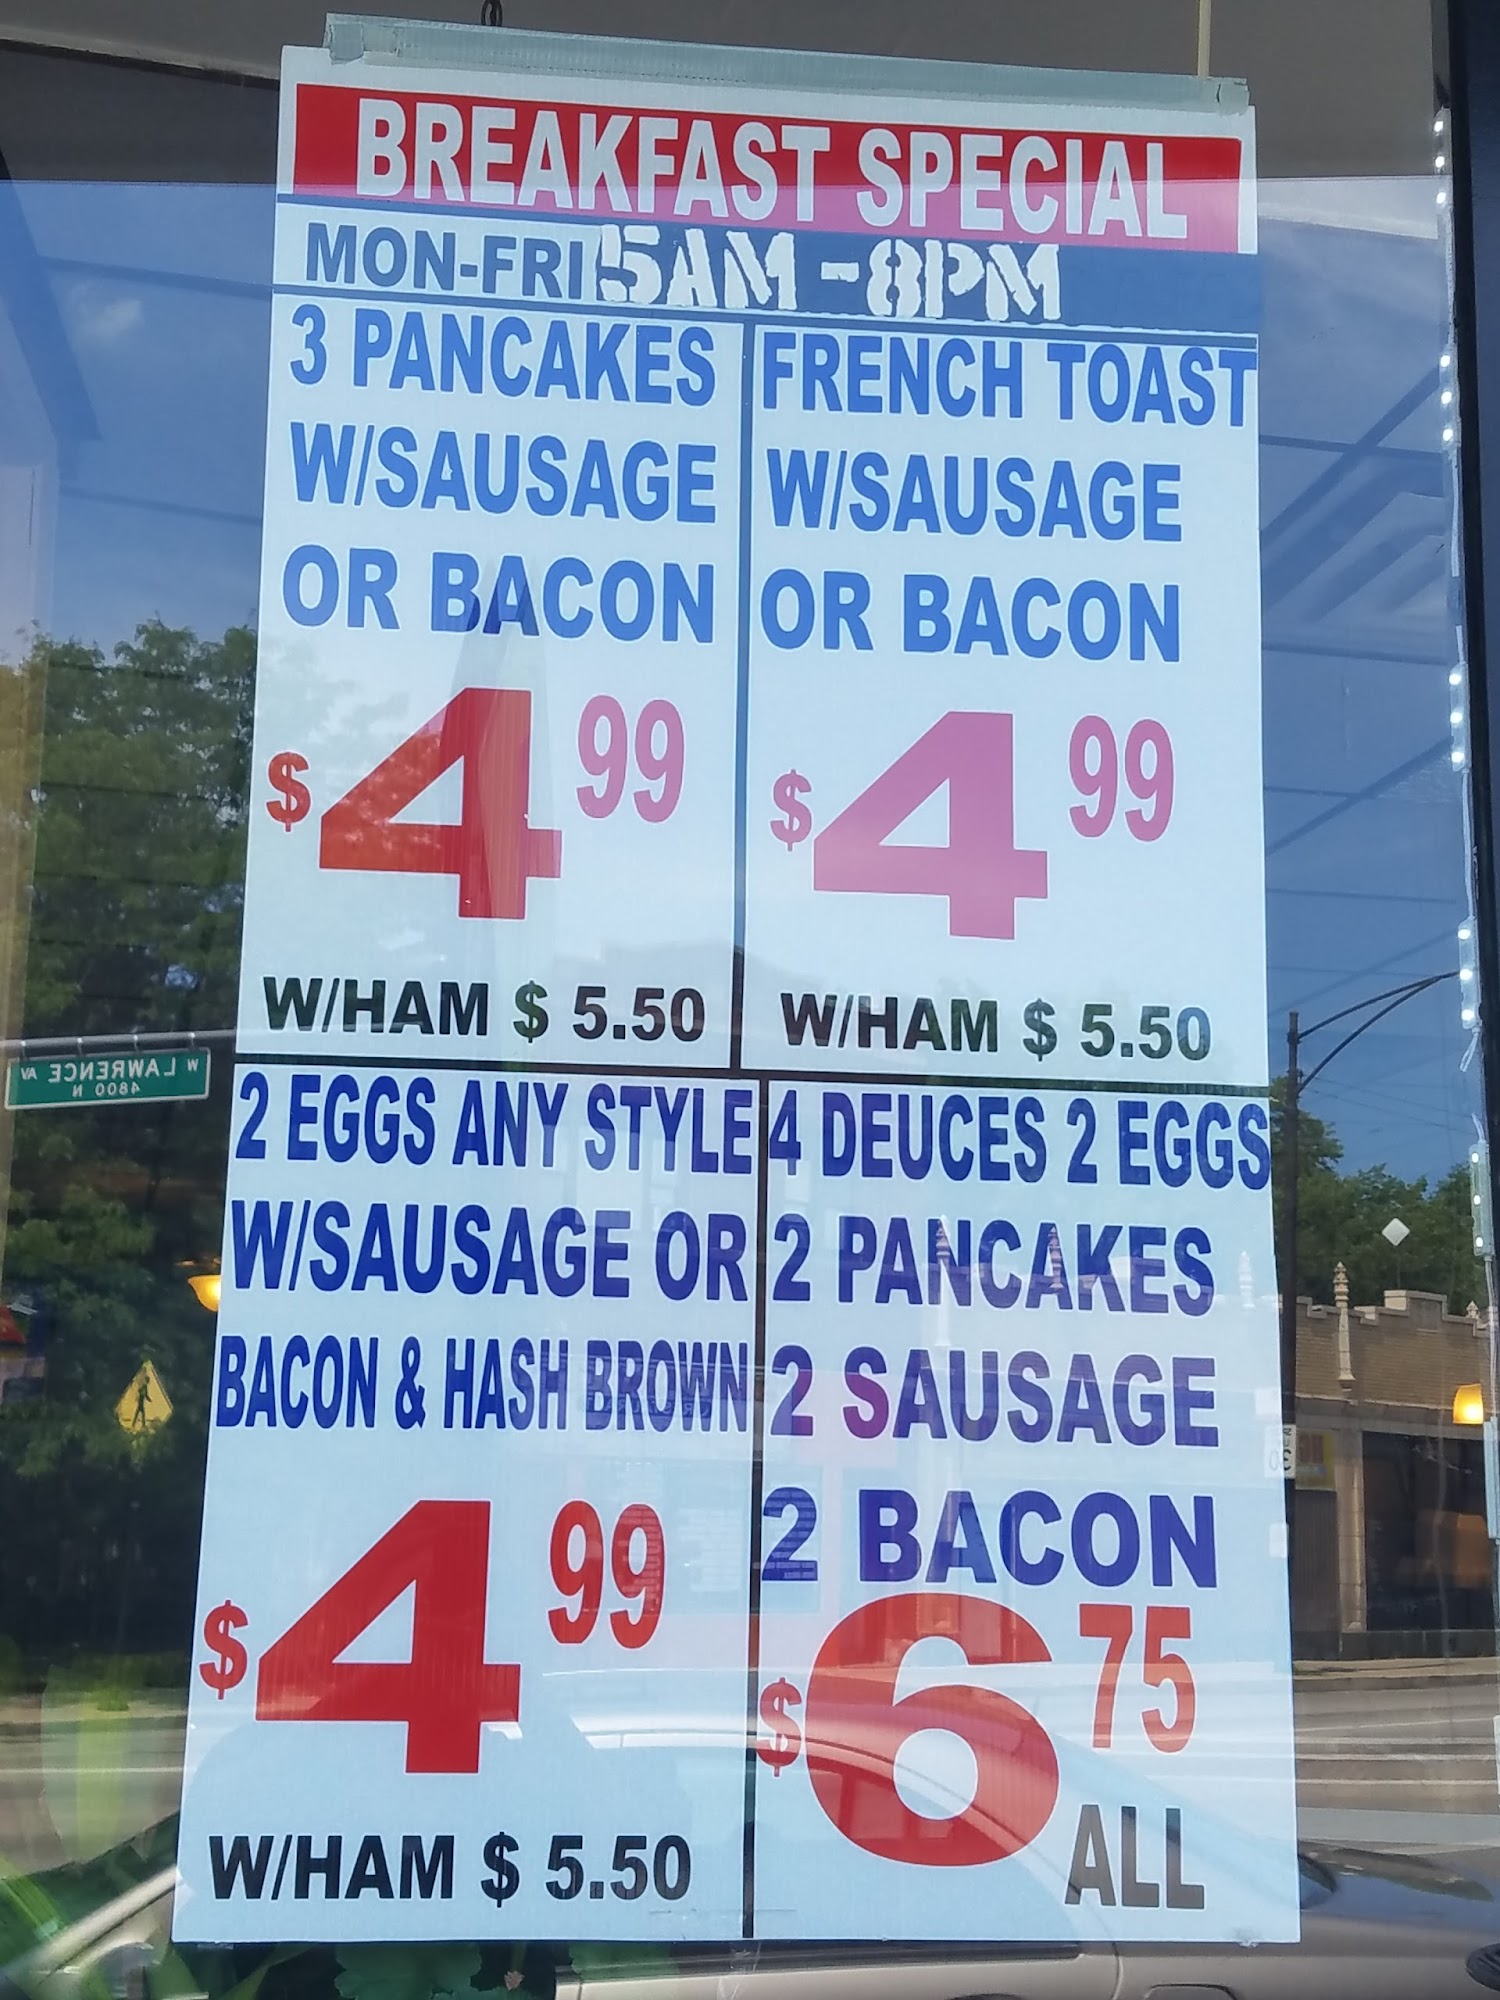 BREAKFAST SPECIAL
MON-FRI 5AM-8PM
3 PANCAKES
W/SAUSAGE
OR BACON
$4 99
W/HAM $ 5.50
FRENCH TOAST
W/SAUSAGE
OR BACON
$4 99
W/HAM $ 5.50
2 EGGS ANY STYLE
W/SAUSAGE OR
BACON & HASH BROWN
$4 99
W/HAM $ 5.50
4 DEUCES 2 EGGS
2 PANCAKES
2 SAUSAGE
2 BACON
$6 75
ALL
W LAWRENCE AV
4800 N